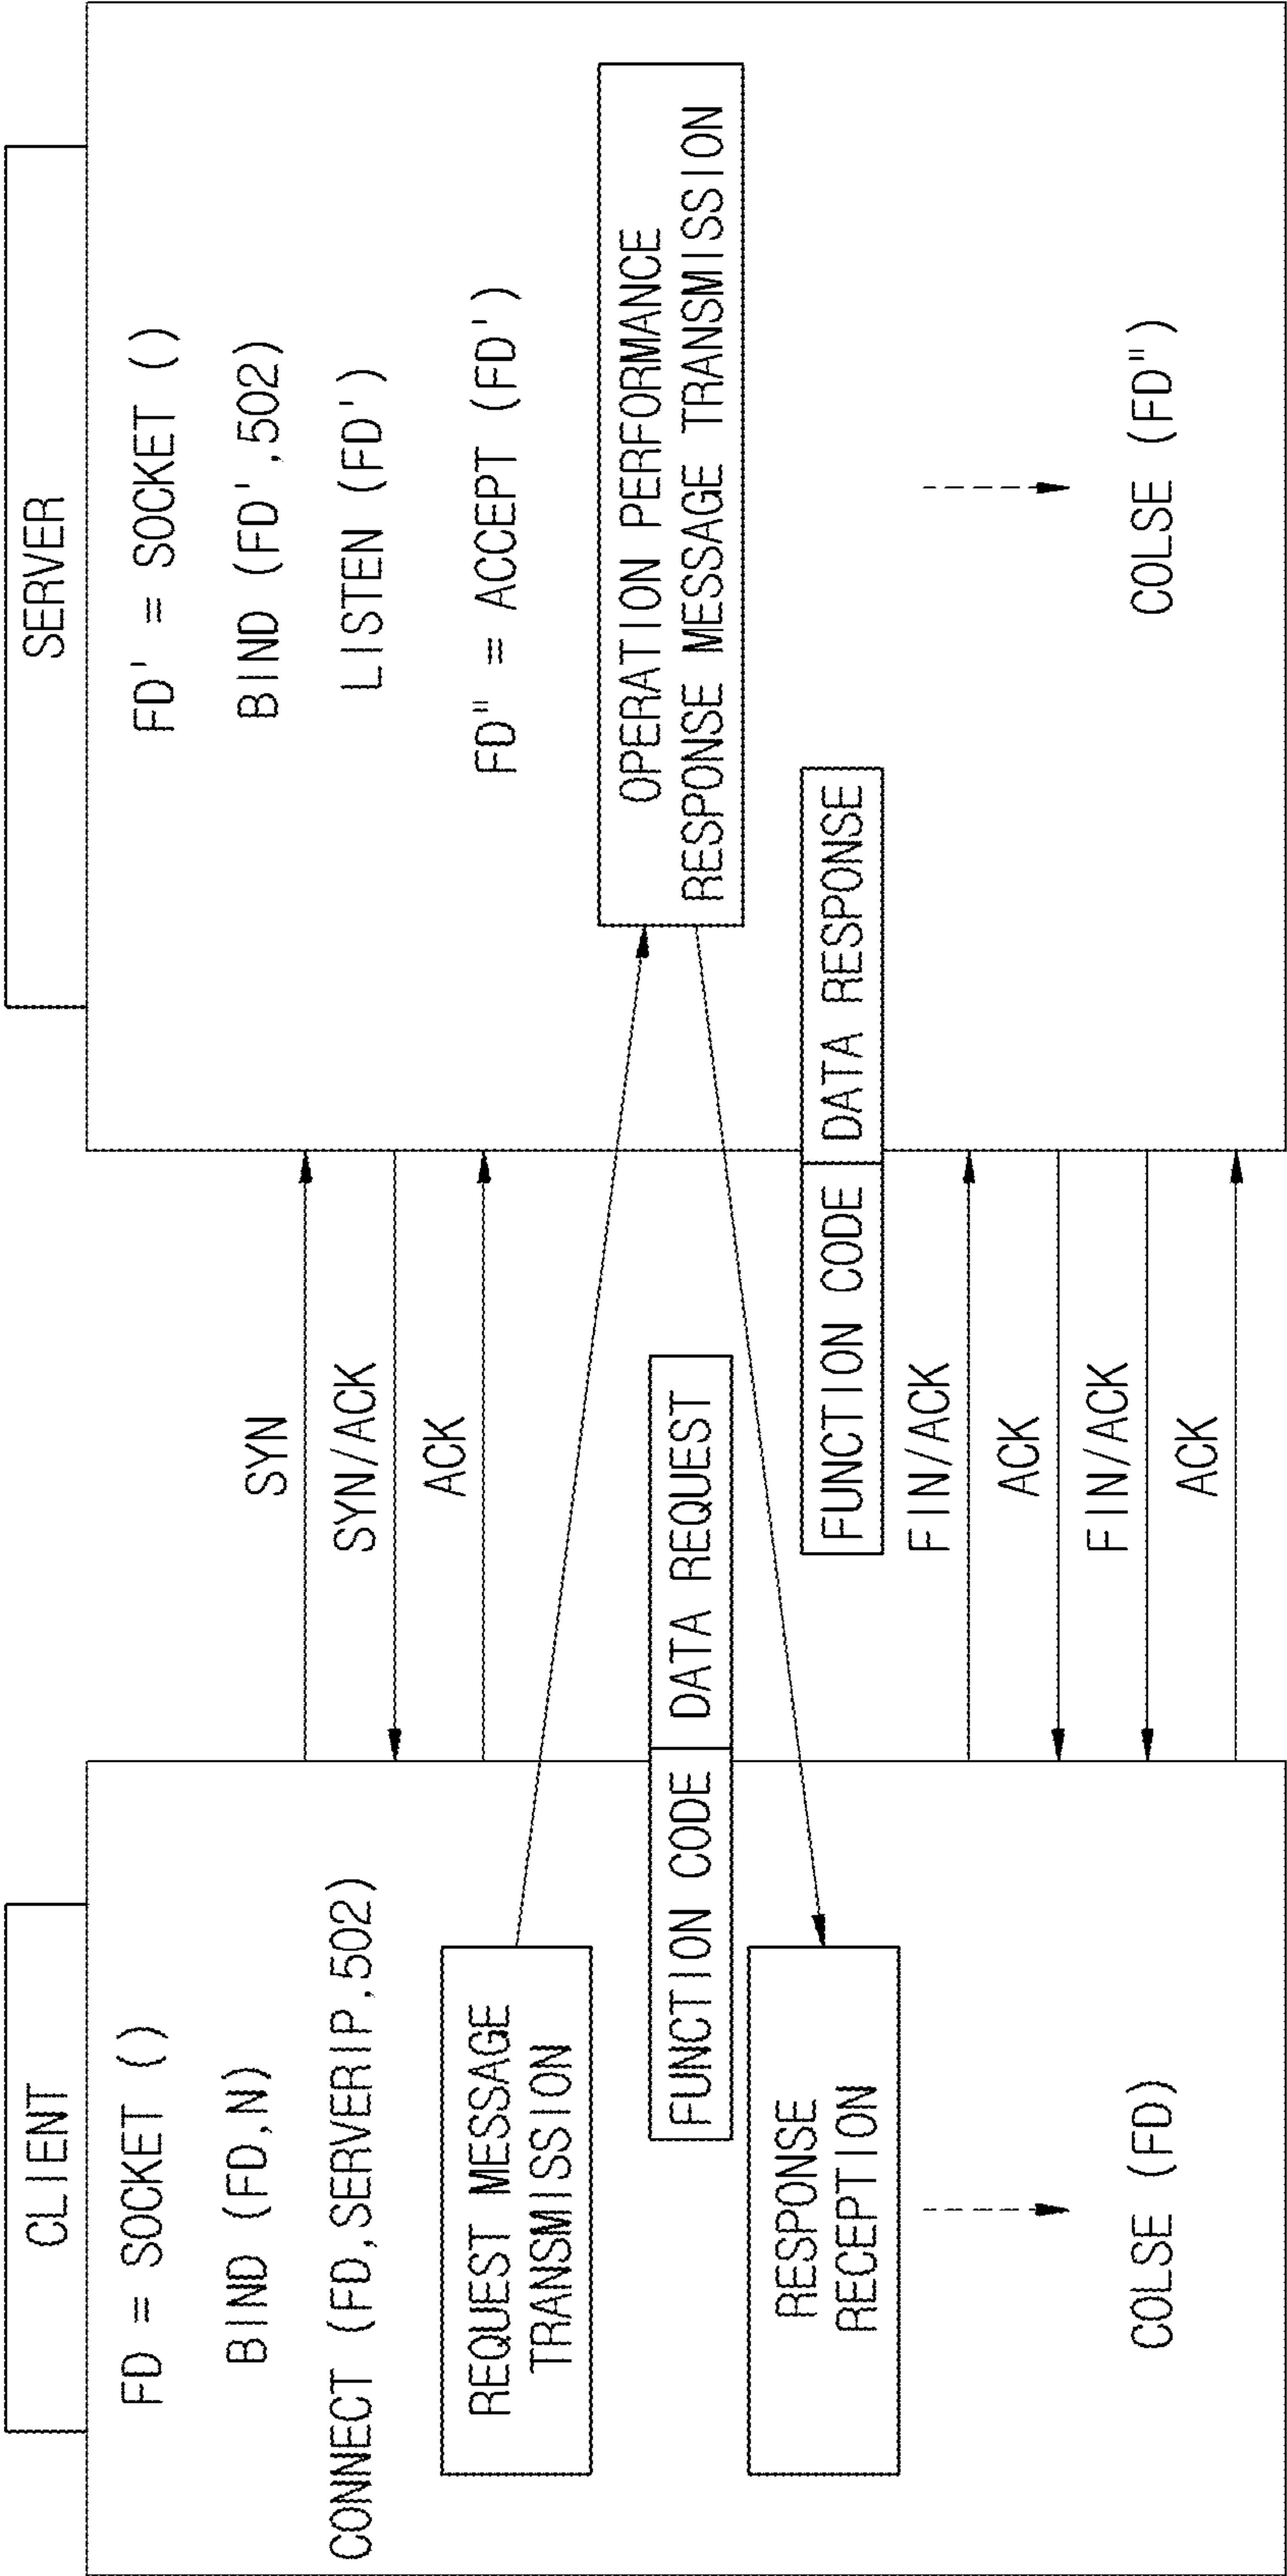 CLIENT
FD = SOCKET ()
BIND (FD,N)
CONNECT (FD,SERVERIP,502)
REQUEST MESSAGE
TRANSMISSION
FUNCTION CODE
DATA REQUEST
RESPONSE
RECEPTION
COLSE (FD)
SYN
SYN/ACK
ACK
FIN/ACK
ACK
FIN/ACK
ACK
SERVER
FD' = SOCKET ()
BIND (FD',502)
LISTEN (FD')
FD" = ACCEPT (FD')
OPERATION PERFORMANCE
RESPONSE MESSAGE TRANSMISSION
FUNCTION CODE
DATA RESPONSE
COLSE (FD")